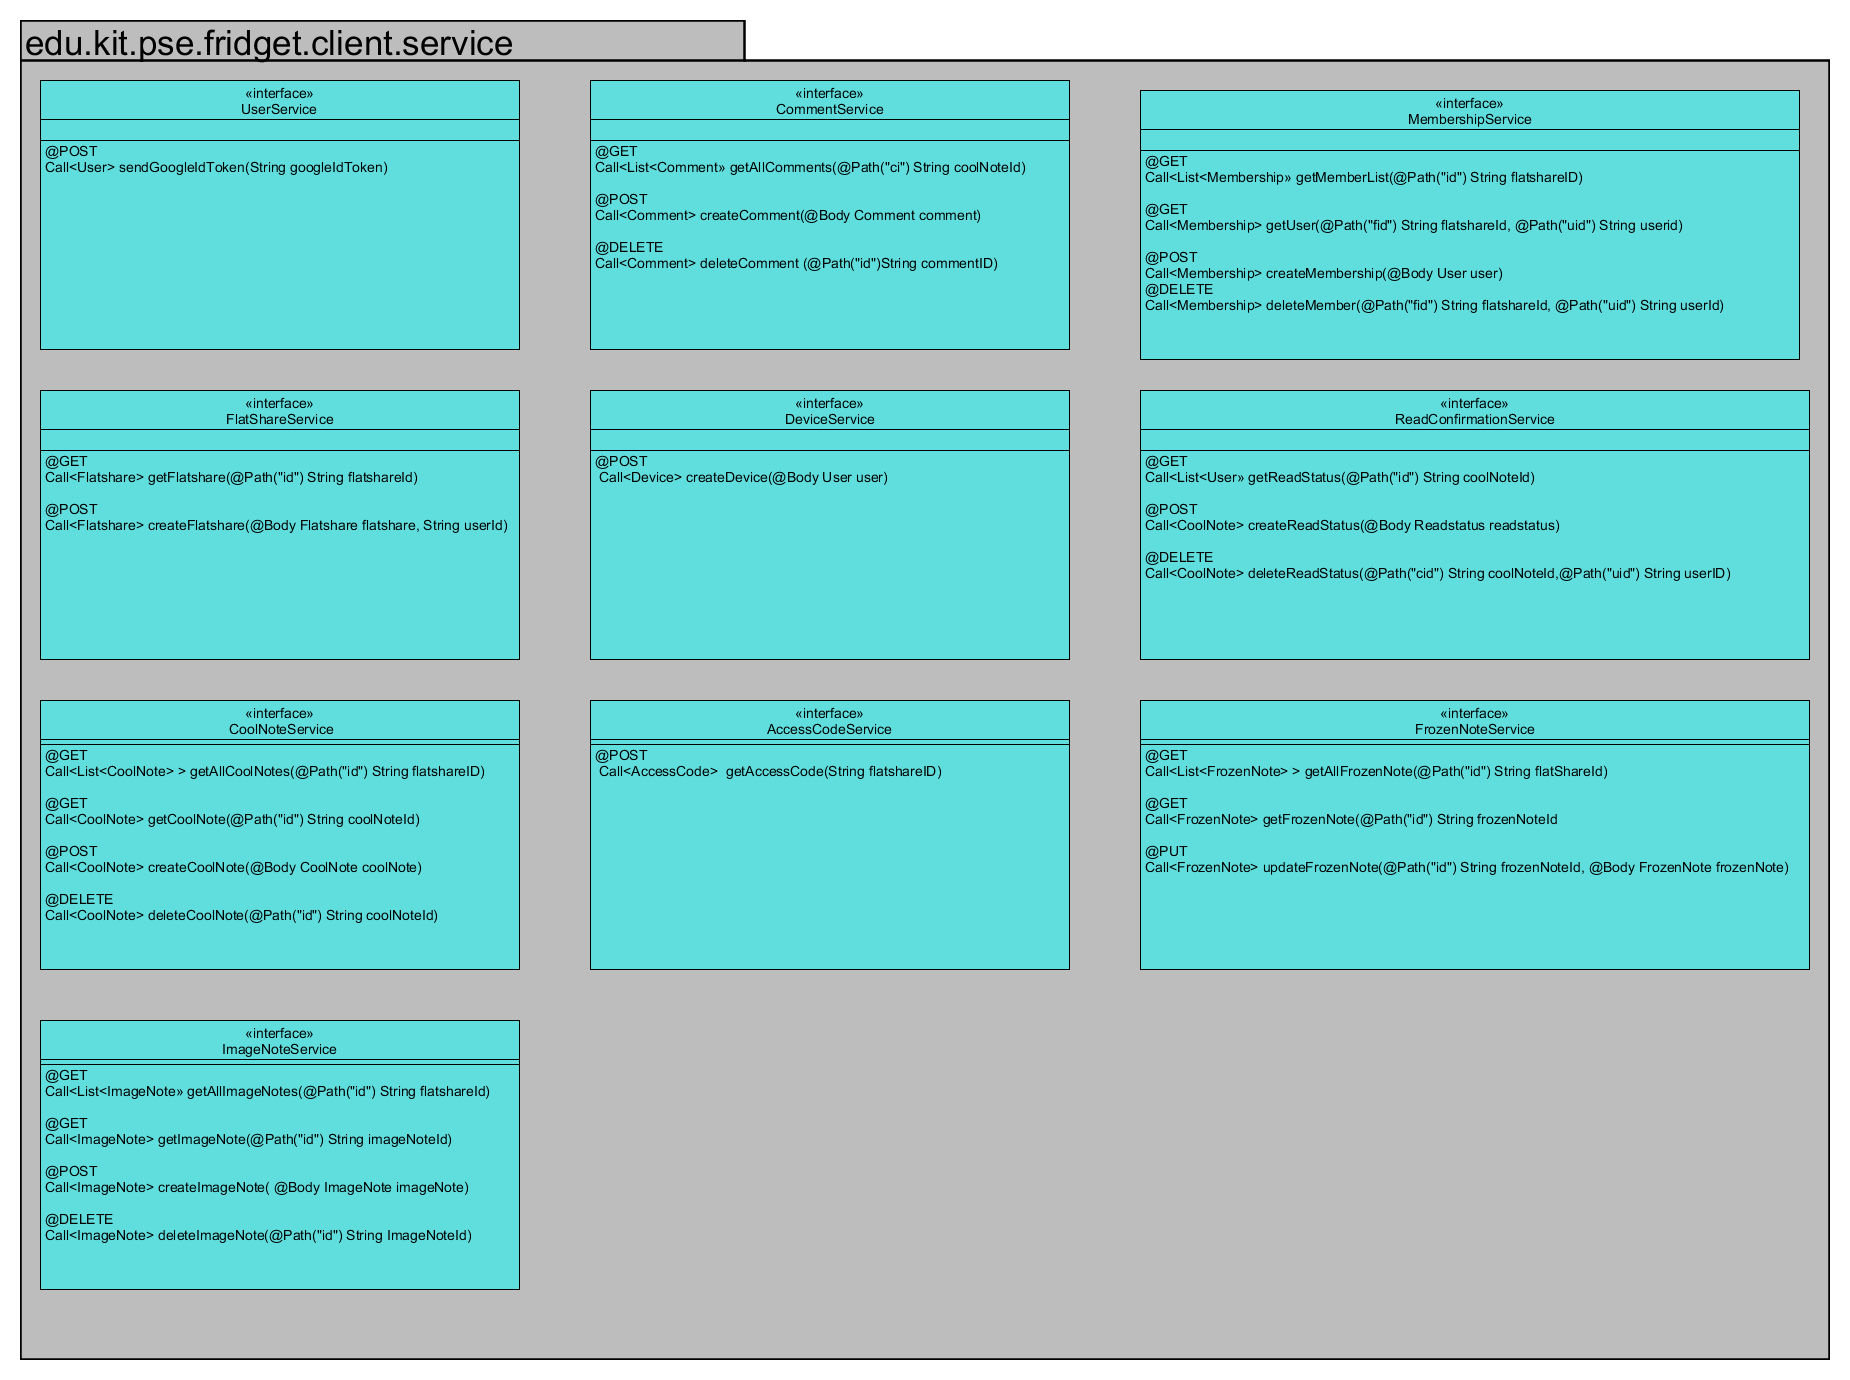 edu.kit.pse.fridget.client.service
«interface»
UserService
@POST
Call<User> sendGoogleIdToken(String googleIdToken)
«interface»
CommentService
@GET
Call<List<Comment» getAllComments(@Path("ci") String coolNoteId)
@POST
Call<Comment> createComment(@Body Comment comment)
@DELETE
Call<Comment> deleteComment (@Path("id")String commentID)
«interface»
MembershipService
@GET
Call<List<Membership» getMemberList(@Path("id") String flatshareID)
@GET
Call<Membership> getUser(@Path("fid") String flatshareId, @Path("uid") String userid)
@POST
Call<Membership> createMembership(@Body User user)
@DELETE
Call<Membership> deleteMember(@Path("fid") String flatshareId, @Path("uid") String userId)
«interface»
FlatShareService
@GET
Call<Flatshare> getFlatshare(@Path("id") String flatshareId)
@POST
Call<Flatshare> createFlatshare(@Body Flatshare flatshare, String userId)
«interface»
DeviceService
@POST
Call<Device> createDevice(@Body User user)
«interface»
ReadConfirmationService
@GET
Call<List<User» getReadStatus(@Path("id") String coolNoteId)
@POST
Call<CoolNote> createReadStatus(@Body Readstatus readstatus)
@DELETE
Call<CoolNote> deleteReadStatus(@Path("cid") String coolNoteId,@Path("uid") String userID)
«interface»
CoolNoteService
@GET
Call<List<CoolNote> > getAllCoolNotes(@Path("id") String flatshareID)
@GET
Call<CoolNote> getCoolNote(@Path("id") String coolNoteId)
@POST
Call<CoolNote> createCoolNote(@Body CoolNote coolNote)
@DELETE
Call<CoolNote> deleteCoolNote(@Path("id") String coolNoteId)
«interface»
AccessCodeService
@POST
Call<AccessCode>  getAccessCode(String flatshareID)
«interface»
FrozenNoteService
@GET
Call<List<FrozenNote> > getAllFrozenNote(@Path("id") String flatShareId)
@GET
Call<FrozenNote> getFrozenNote(@Path("id") String frozenNoteId
@PUT
Call<FrozenNote> updateFrozenNote(@Path("id") String frozenNoteId, @Body FrozenNote frozenNote)
«interface»
ImageNoteService
@GET
Call<List<ImageNote» getAllImageNotes(@Path("id") String flatshareId)
@GET
Call<ImageNote> getImageNote(@Path("id") String imageNoteId)
@POST
Call<ImageNote> createImageNote( @Body ImageNote imageNote)
@DELETE
Call<ImageNote> deleteImageNote(@Path("id") String ImageNoteId)